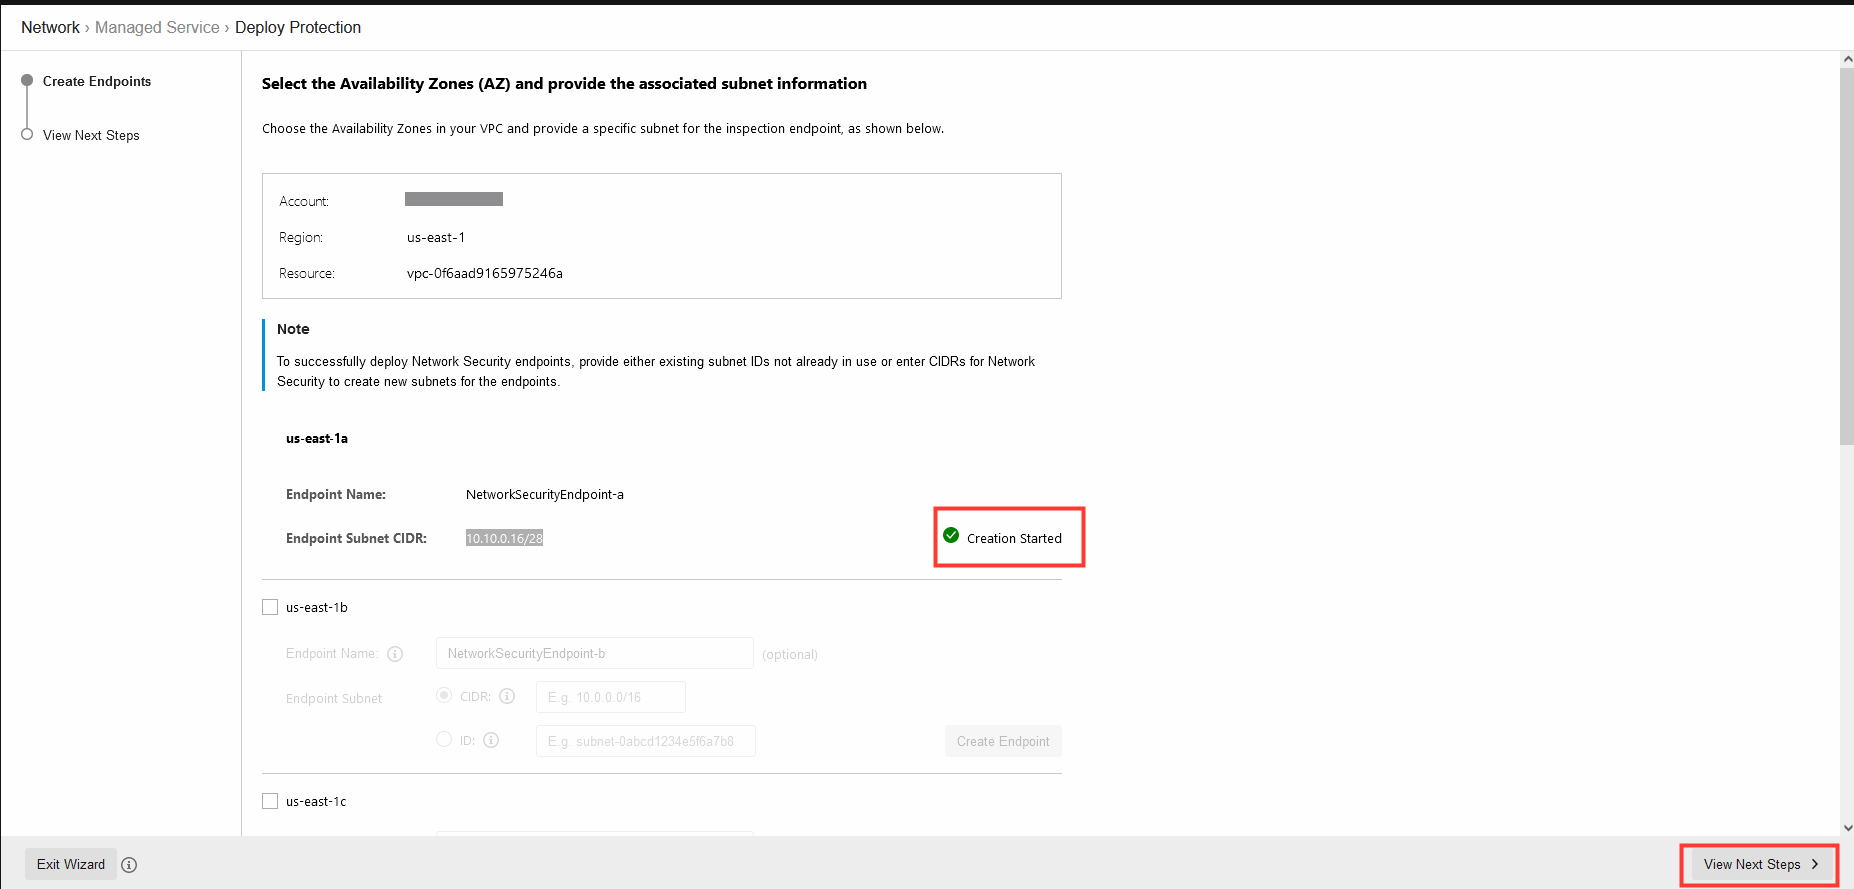 Network › Managed Service › Deploy Protection
Create Endpoints
View Next Steps
Select the Availability Zones (AZ) and provide the associated subnet information
Choose the Availability Zones in your VPC and provide a specific subnet for the inspection endpoint, as shown below.
Account:
Region: us-east-1
Resource: vpc-0f6aad9165975246a
Note
To successfully deploy Network Security endpoints, provide either existing subnet IDs not already in use or enter CIDRs for Network
Security to create new subnets for the endpoints.
us-east-1a
Endpoint Name: NetworkSecurityEndpoint-a
Endpoint Subnet CIDR: 10.10.0.16/28 Creation Started
us-east-1b
Endpoint Name: NetworkSecurityEndpoint-b (optional)
Endpoint Subnet CIDR: E.g. 10.0.0.0/16
ID: E.g. subnet-0abcd1234e5f6a7b8 Create Endpoint
us-east-1c
Exit Wizard View Next Steps